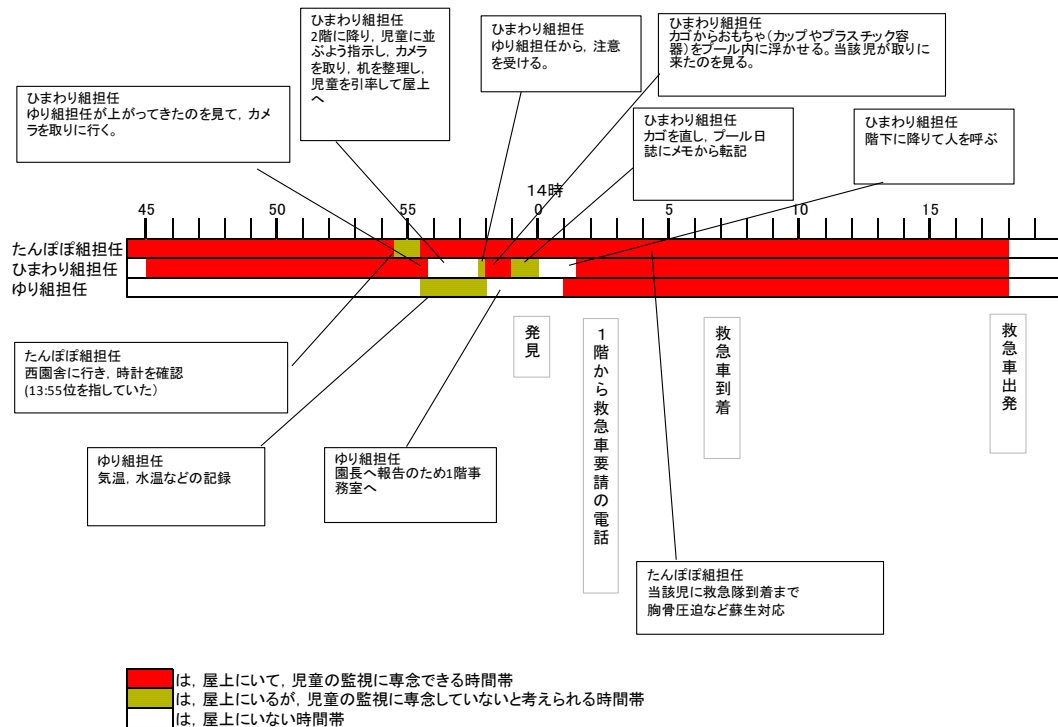 ひまわり組担任
2階に降り，児童に並
ぶよう指示し，カメラ
を取り，机を整理し，
児童を引率して屋上
へ
ひまわり組担任
ゆり組担任から，注意
を受ける。
ひまわり組担任
カゴからおもちゃ（カップやプラスチック容
器）をプール内に浮かせる。当該児が取りに
来たのを見る。
ひまわり組担任
ゆり組担任が上がってきたのを見て，カメ
ラを取りに行く。
ひまわり組担任
カゴを直し，プール日
誌にメモから転記
ひまわり組担任
階下に降りて人を呼ぶ
14時
45 50 55 0 5 10 15
たんぽぽ組担任
ひまわり組担任
ゆり組担任
発見
1階から救急車要請の電話
救急車到着
救急車出発
たんぽぽ組担任
西園舎に行き，時計を確認
(13:55位を指していた）
ゆり組担任
気温，水温などの記録
ゆり組担任
園長へ報告のため1階事
務室へ
たんぽぽ組担任
当該児に救急隊到着まで
胸骨圧迫など蘇生対応
は，屋上にいて，児童の監視に専念できる時間帯
は，屋上にいるが，児童の監視に専念していないと考えられる時間帯
は，屋上にいない時間帯